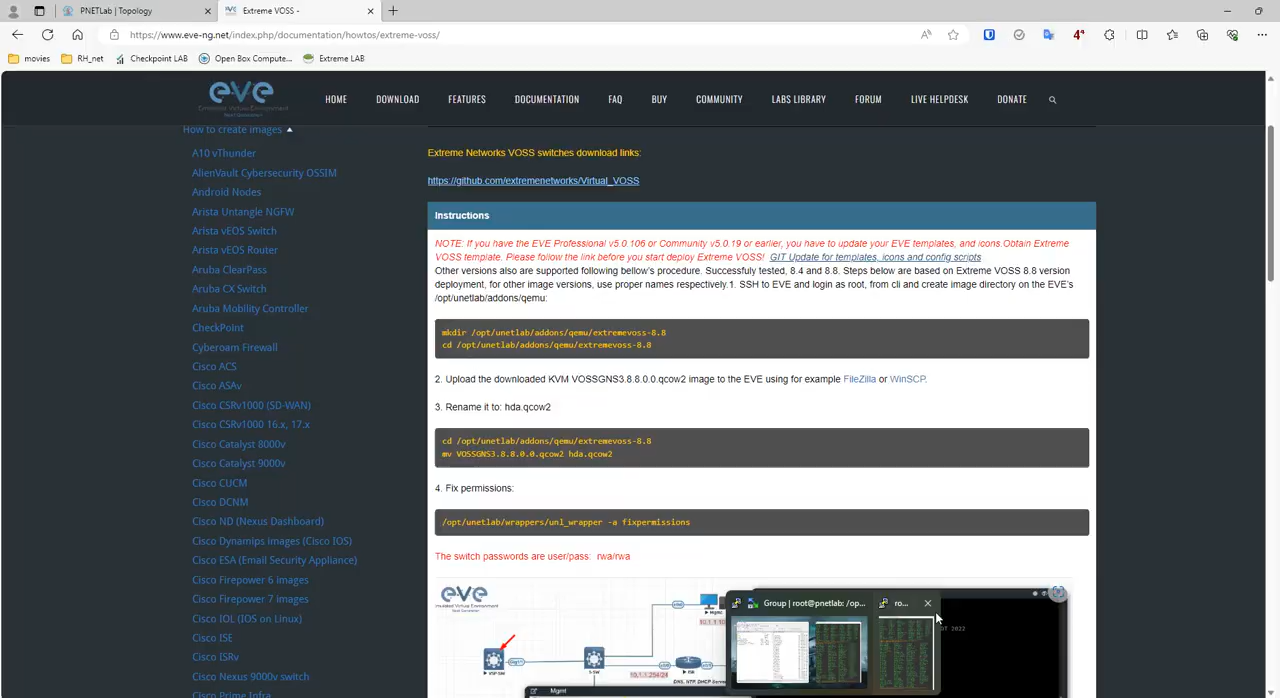 PNETLab | Topology
Extreme VOSS -
https://www.eve-ng.net/index.php/documentation/howtos/extreme-voss/
movies
RH_net
Checkpoint LAB
Open Box Compute...
Extreme LAB
eve
HOME
DOWNLOAD
FEATURES
DOCUMENTATION
FAQ
BUY
COMMUNITY
LABS LIBRARY
FORUM
LIVE HELPDESK
DONATE
How to create images
A10 vThunder
AlienVault Cybersecurity OSSIM
Android Nodes
Arista Untangle NGFW
Arista vEOS Switch
Arista vEOS Router
Aruba ClearPass
Aruba CX Switch
Aruba Mobility Controller
CheckPoint
Cyberoam Firewall
Cisco ACS
Cisco ASAv
Cisco CSRv1000 (SD-WAN)
Cisco CSRv1000 16.x, 17.x
Cisco Catalyst 8000v
Cisco Catalyst 9000v
Cisco CUCM
Cisco DCNM
Cisco ND (Nexus Dashboard)
Cisco Dynamips images (Cisco IOS)
Cisco ESA (Email Security Appliance)
Cisco Firepower 6 images
Cisco Firepower 7 images
Cisco IOL (IOS on Linux)
Cisco ISE
Cisco ISRv
Cisco Nexus 9000v switch
Cisco Prime Infra
Extreme Networks VOSS switches download links:
https://github.com/extremenetworks/Virtual_VOSS
Instructions
NOTE: If you have the EVE Professional v5.0.106 or Community v5.0.19 or earlier, you have to update your EVE templates, and icons.Obtain Extreme
VOSS template. Please follow the link before you start deploy Extreme VOSS! GIT Update for templates, icons and config scripts
Other versions also are supported following bellow's procedure. Successfuly tested, 8.4 and 8.8. Steps below are based on Extreme VOSS 8.8 version
deployment, for other image versions, use proper names respectively.1. SSH to EVE and login as root, from cli and create image directory on the EVE's
/opt/unetlab/addons/qemu:
mkdir /opt/unetlab/addons/qemu/extremevoss-8.8
cd /opt/unetlab/addons/qemu/extremevoss-8.8
2. Upload the downloaded KVM VOSSGNS3.8.8.0.0.qcow2 image to the EVE using for example FileZilla or WinSCP.
3. Rename it to: hda.qcow2
cd /opt/unetlab/addons/qemu/extremevoss-8.8
mv VOSSGNS3.8.8.0.0.qcow2 hda.qcow2
4. Fix permissions:
/opt/unetlab/wrappers/unl_wrapper -a fixpermissions
The switch passwords are user/pass: rwa/rwa
eve
Group | root@pnetlab: /op...
ro...
2022
10.1.1.254/24
Mgmt